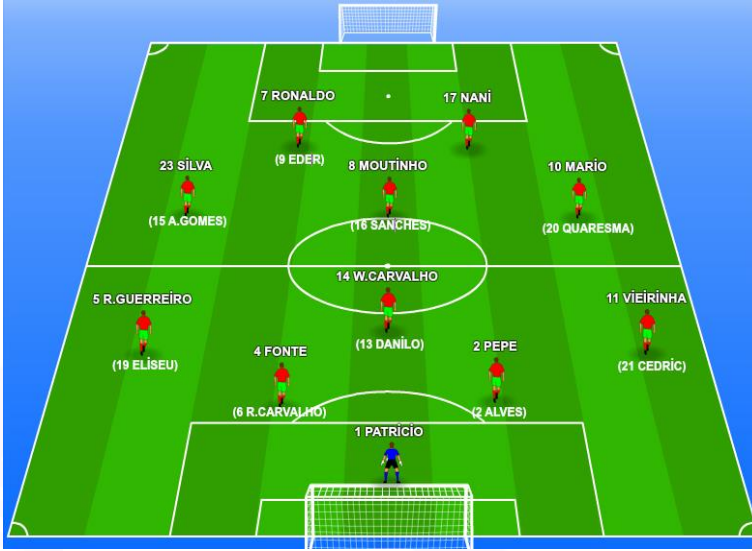 7 RONALDO
17 NANİ
(9 EDER)
23 SİLVA
8 MOUTİNHO
10 MARİO
(15 A.GOMES)
(16 SANCHES)
(20 QUARESMA)
14 W.CARVALHO
5 R.GUERREİRO
11 VİEİRİNHA
(13 DANİLO)
4 FONTE
2 PEPE
(19 ELİSEU)
(21 CEDRİC)
(6 R.CARVALHO)
(2 ALVES)
1 PATRİCİO